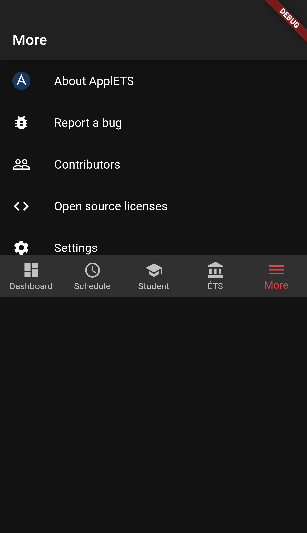 DEBUG
More
About ApplETS
Report a bug
Contributors
Open source licenses
Settings
Dashboard
Schedule
Student
ÉTS
More